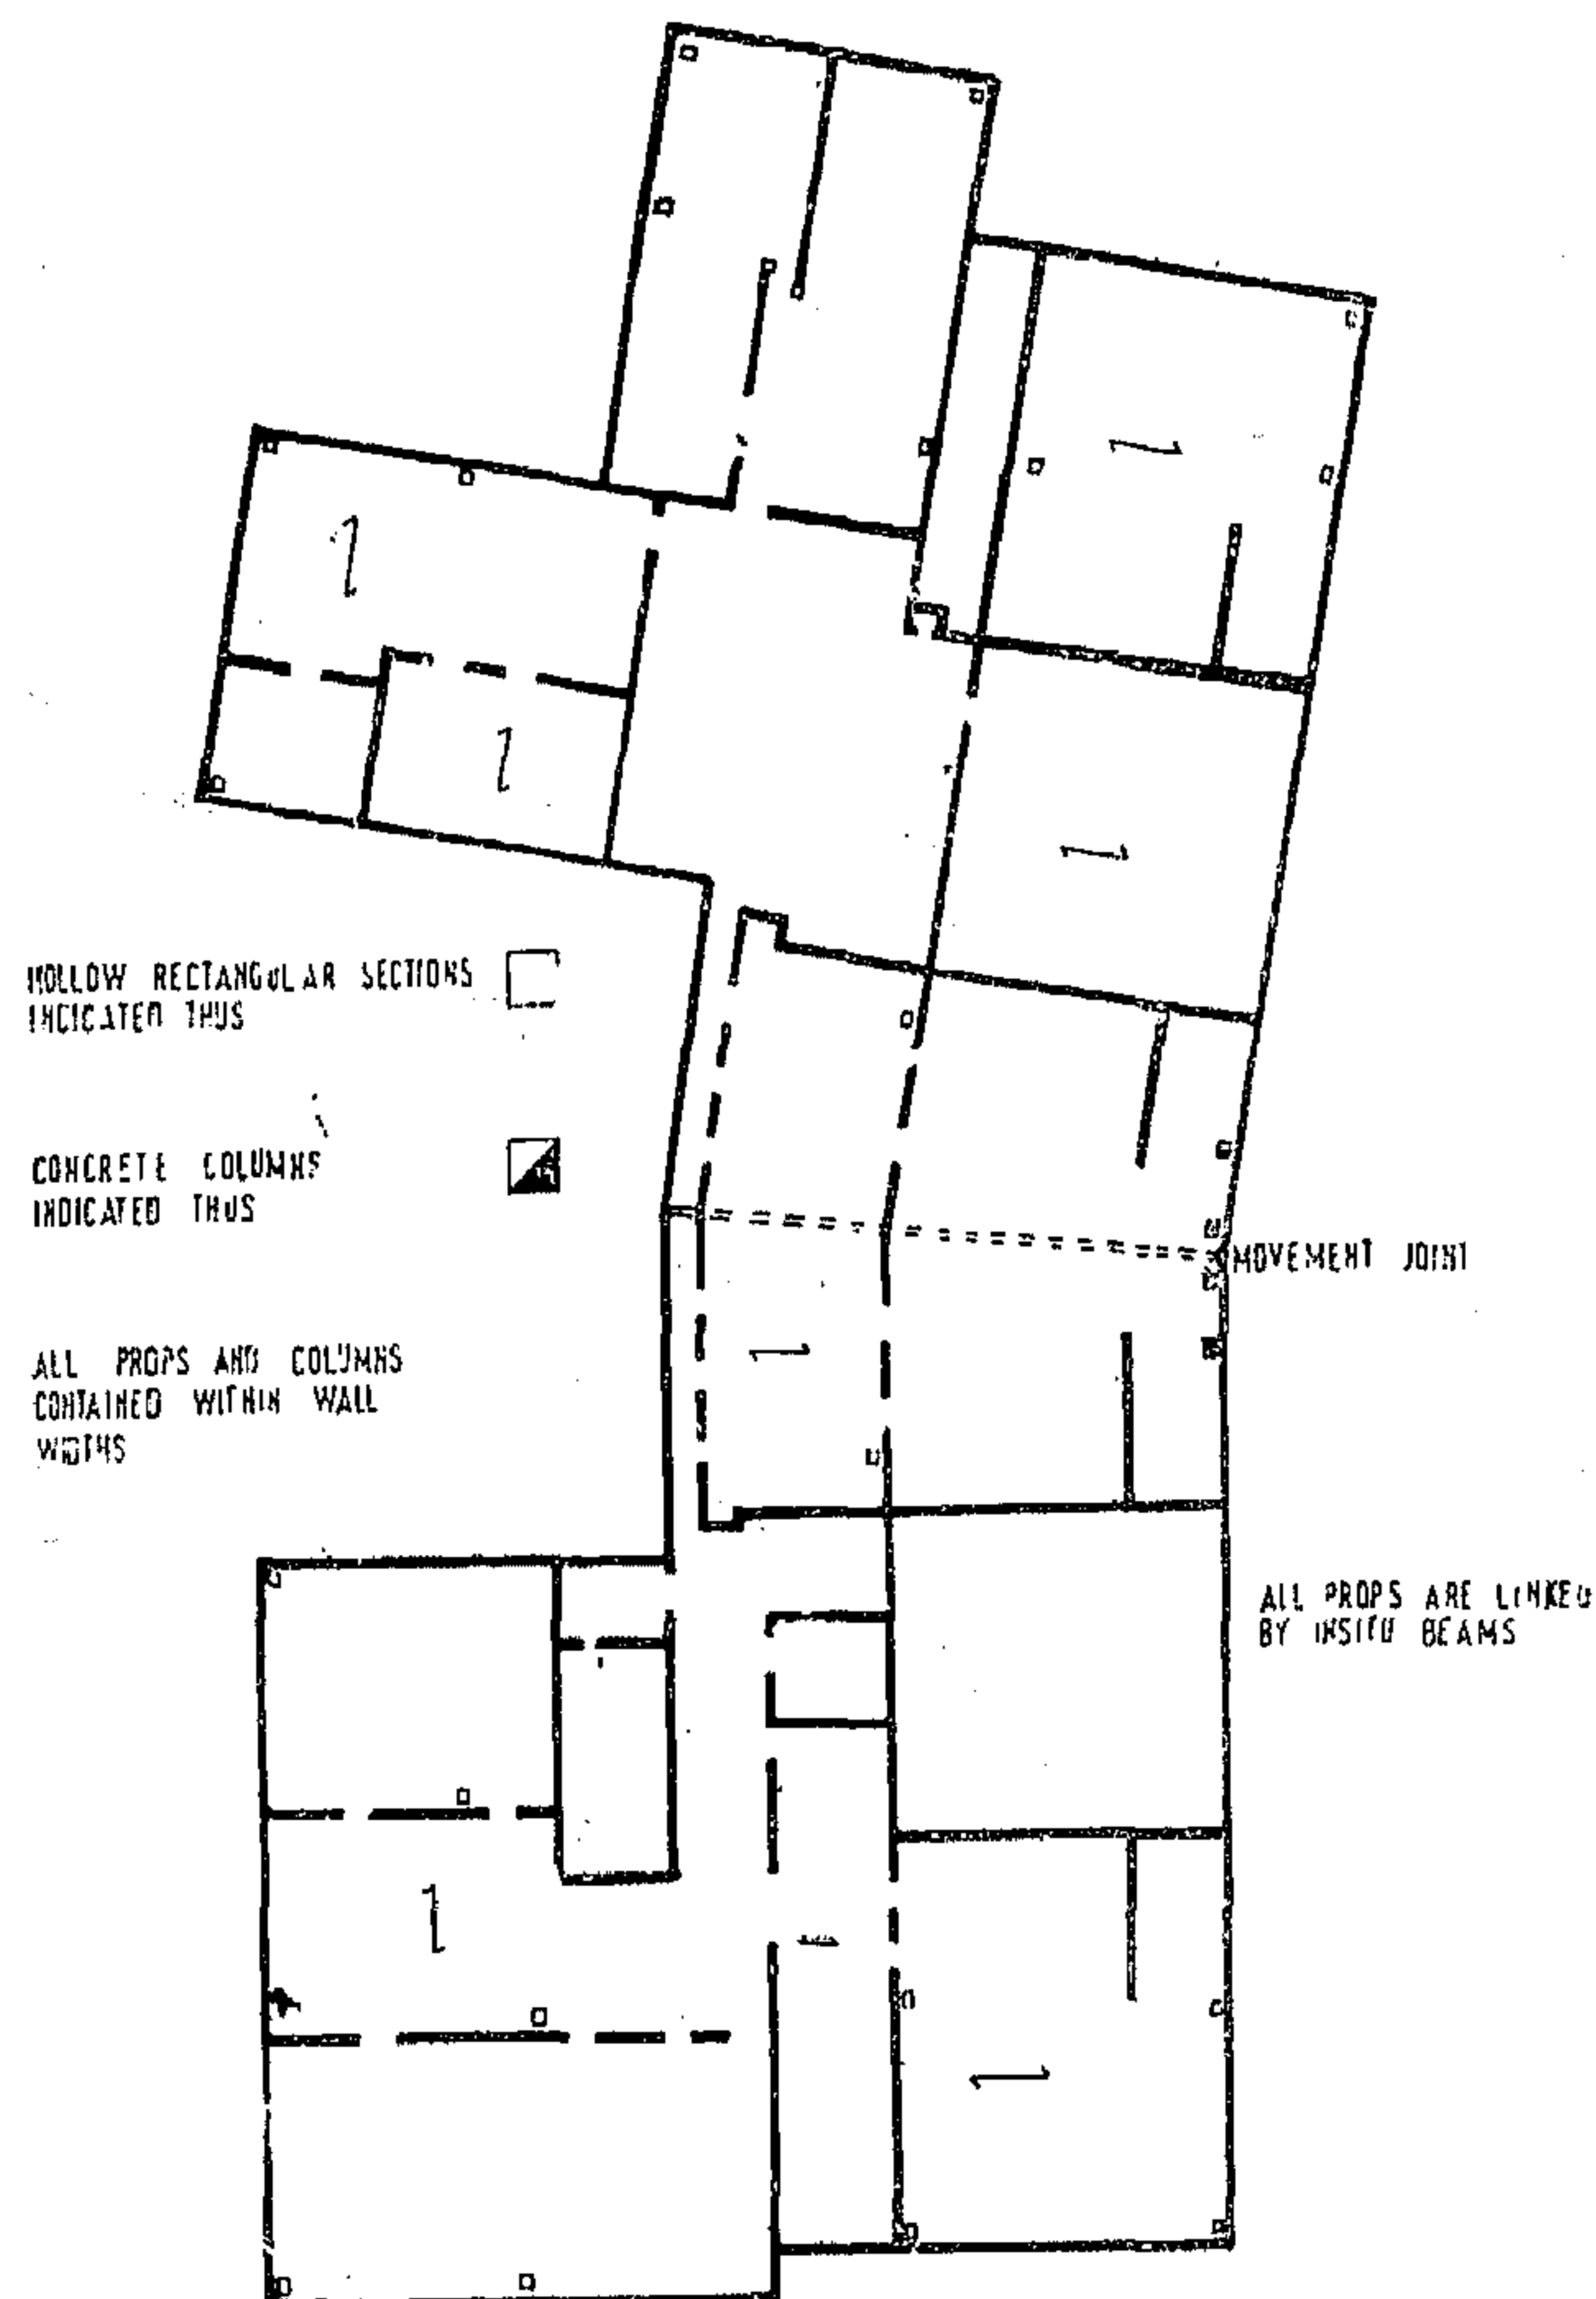 HOLLOW RECTANGULAR SECTIONS
INDICATED THUS
CONCRETE COLUMNS
INDICATED THUS
ALL PROPS AND COLUMNS
CONTAINED WITHIN WALL
WIDTHS
MOVEMENT JOINT
ALL PROPS ARE LINKED
BY INSITU BEAMS